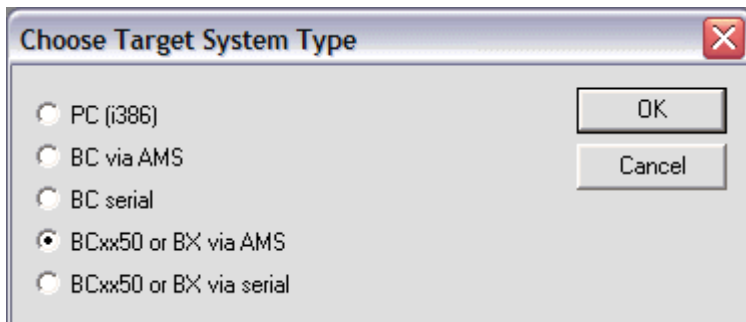 Choose Target System Type
PC (i386)
OK
BC via AMS
Cancel
BC serial
BCxx50 or BX via AMS
BCxx50 or BX via serial